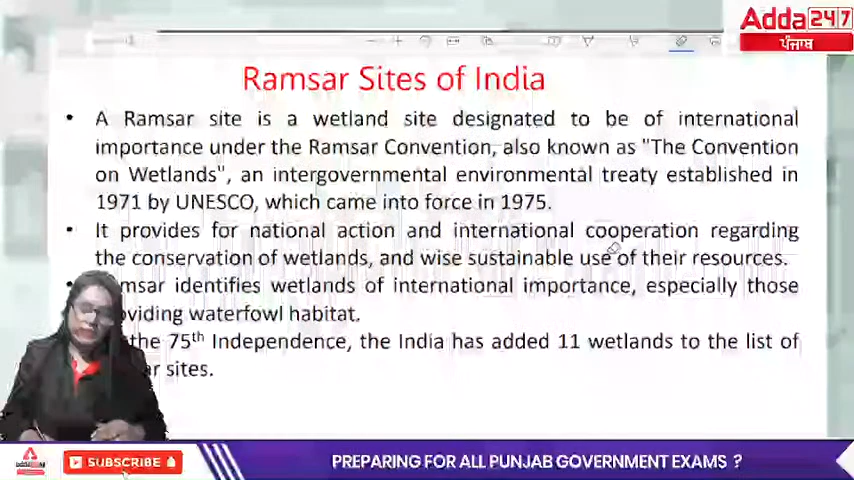 Adda 247
ਪੰਜਾਬ
Ramsar Sites of India
• A Ramsar site is a wetland site designated to be of international
importance under the Ramsar Convention, also known as "The Convention
on Wetlands", an intergovernmental environmental treaty established in
1971 by UNESCO, which came into force in 1975.
• It provides for national action and international cooperation regarding
the conservation of wetlands, and wise sustainable use of their resources.
msar identifies wetlands of international importance, especially those
oviding waterfowl habitat.
the 75th Independence, the India has added 11 wetlands to the list of
r sites.
SUBSCRIBE
PREPARING FOR ALL PUNJAB GOVERNMENT EXAMS ?